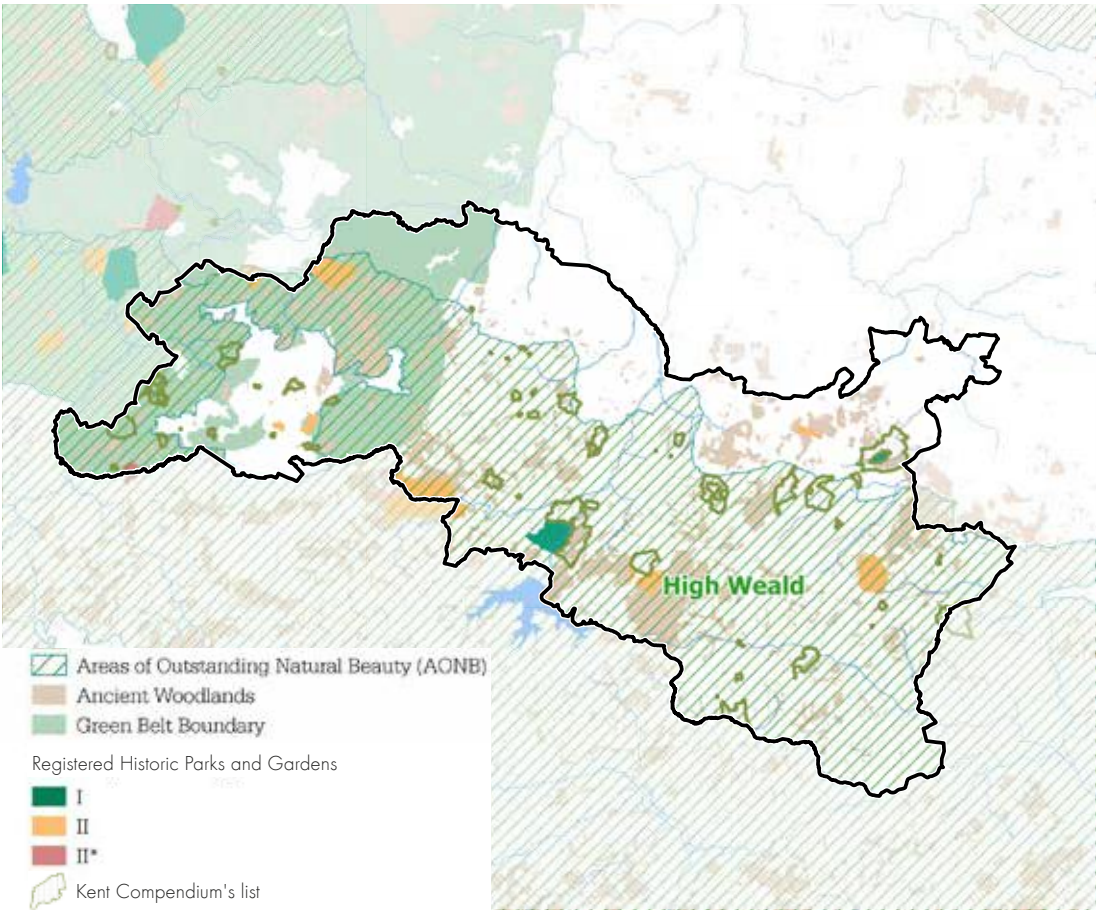 High Weald
Areas of Outstanding Natural Beauty (AONB)
Ancient Woodlands
Green Belt Boundary
Registered Historic Parks and Gardens
I
II
II*
Kent Compendium's list